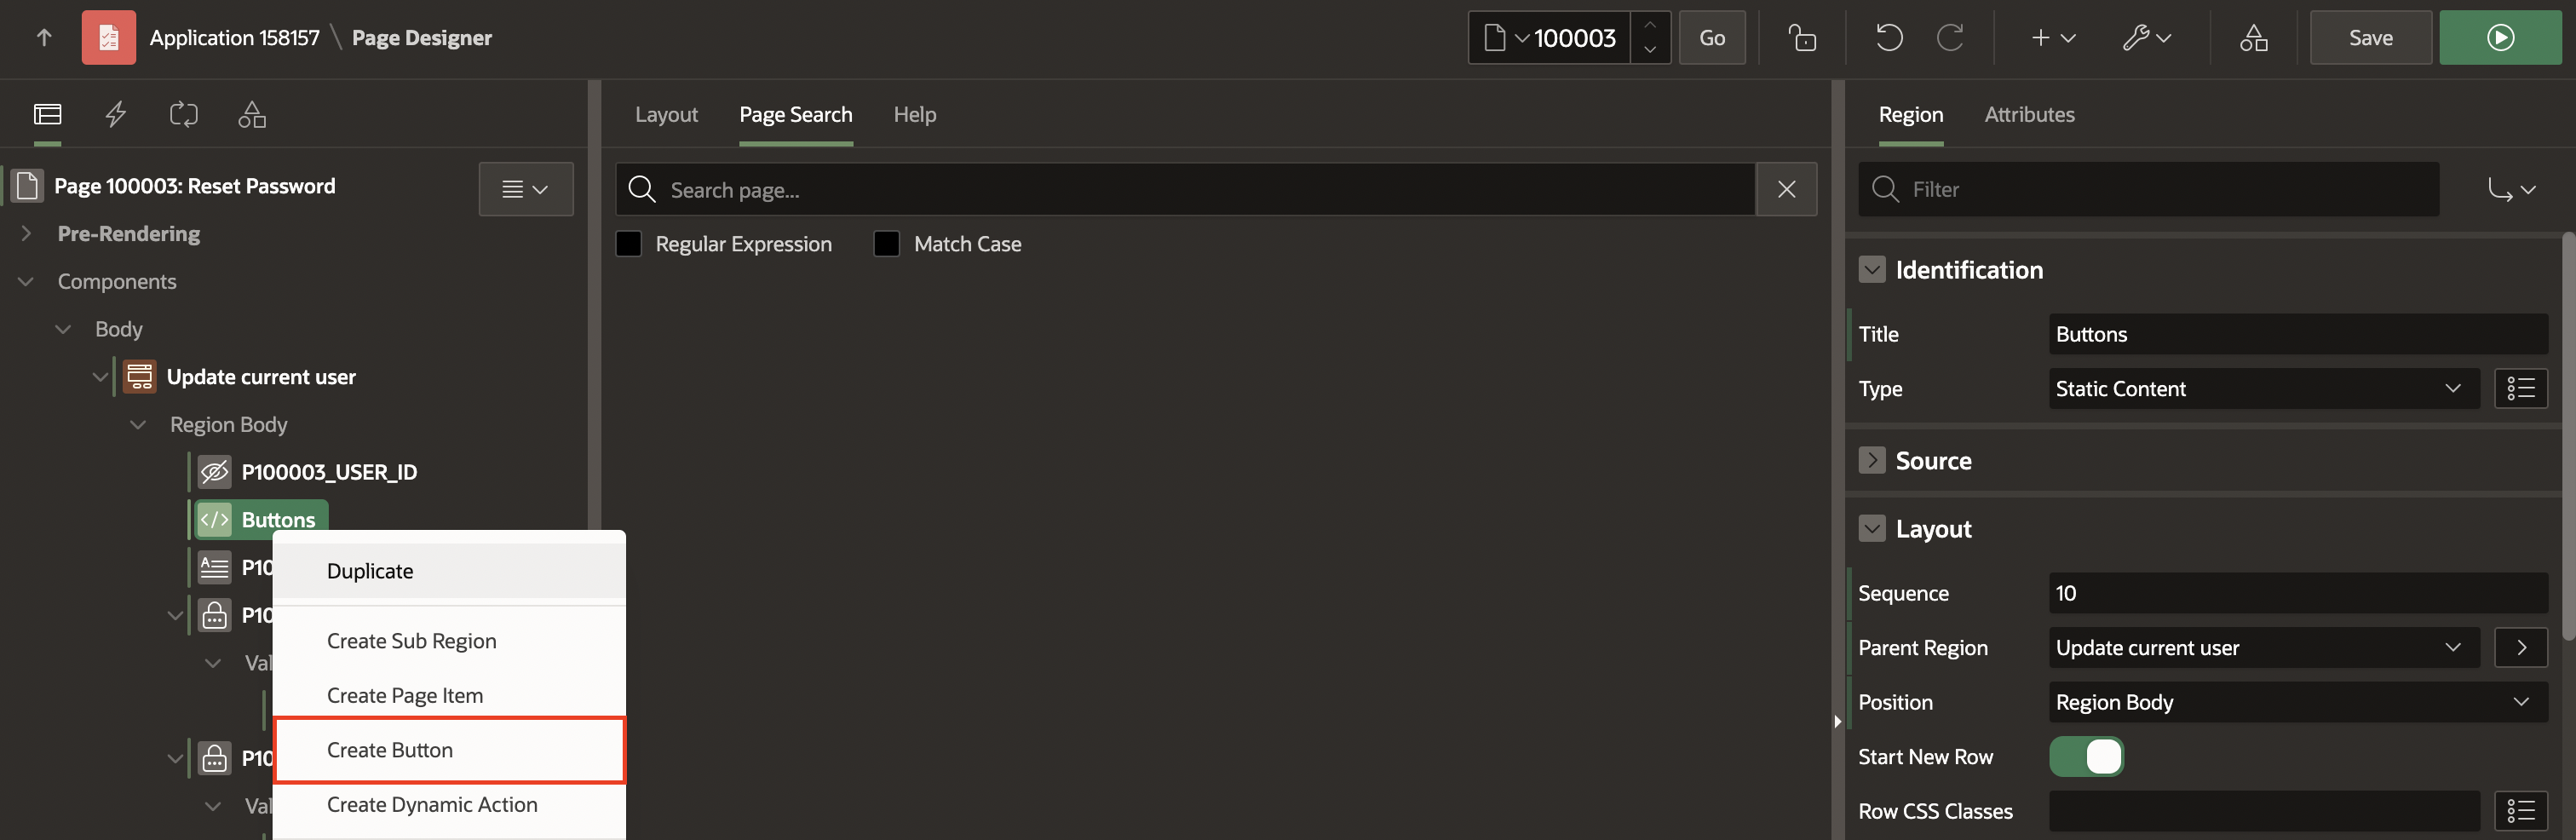 Application 158157 \ Page Designer
100003
Go
Save
Layout
Page Search
Help
Region
Attributes
Page 100003: Reset Password
Search page...
Filter
Pre-Rendering
Regular Expression
Match Case
Components
Identification
Body
Title
Buttons
Update current user
Type
Static Content
Region Body
Source
P100003_USER_ID
Buttons
Layout
P10
Duplicate
Sequence
10
P10
Create Sub Region
Parent Region
Update current user
Val
Create Page Item
Position
Region Body
P10
Create Button
Start New Row
Val
Create Dynamic Action
Row CSS Classes